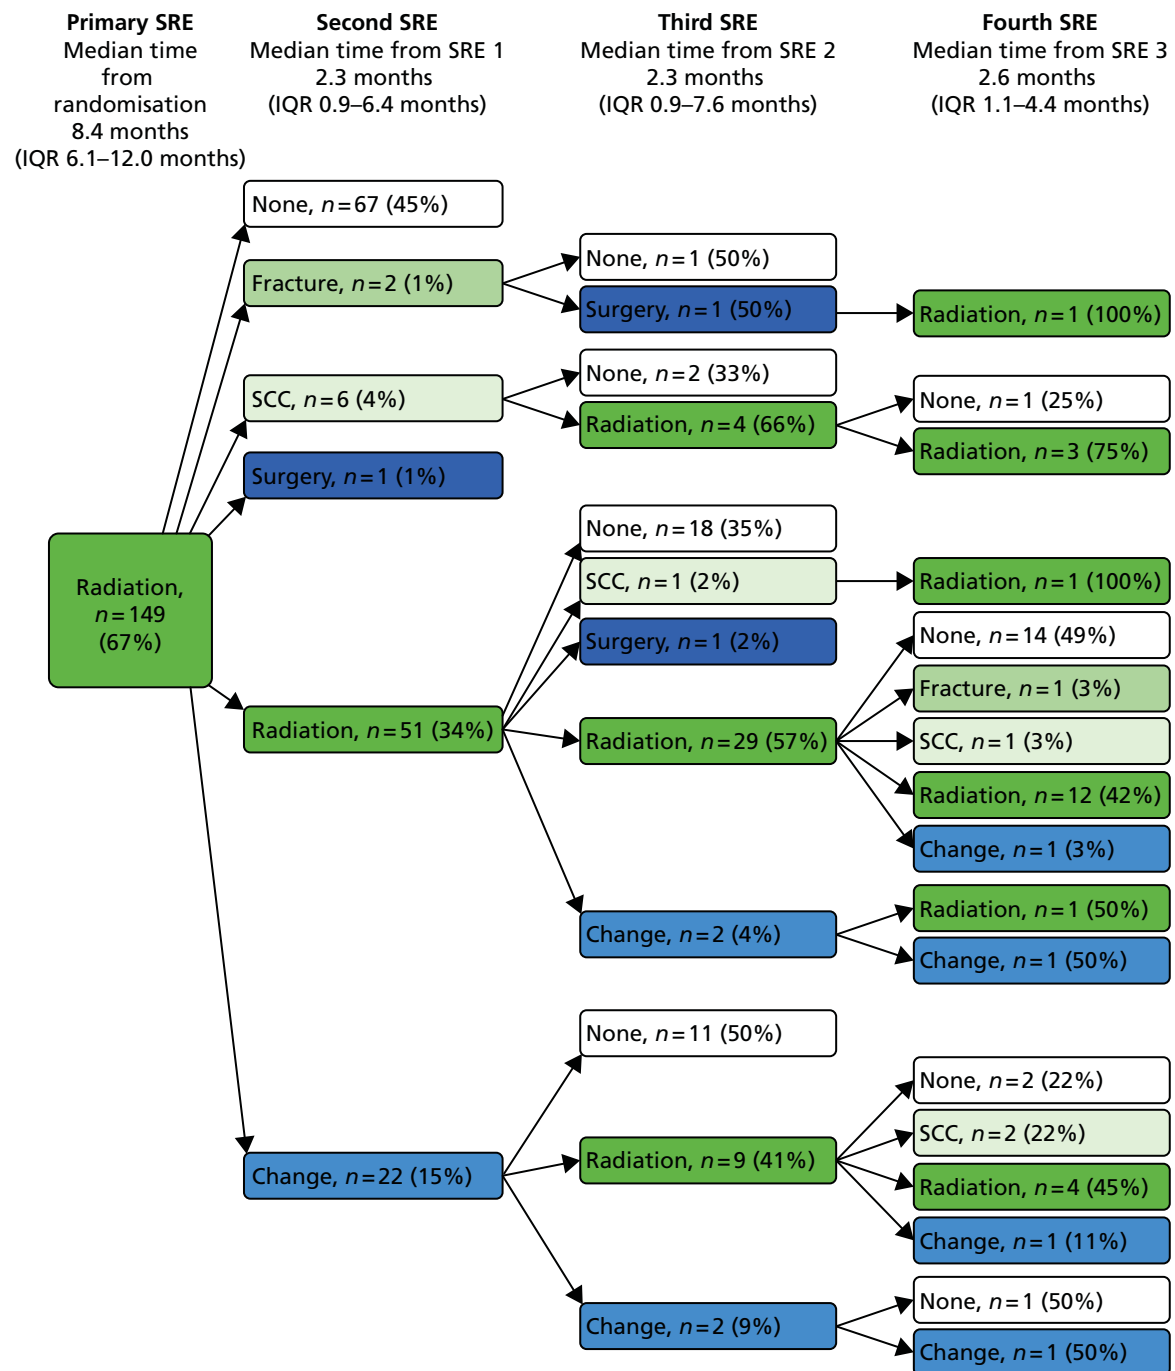 Primary SRE
Median time
from
randomisation
8.4 months
(IQR 6.1–12.0 months)
Second SRE
Median time from SRE 1
2.3 months
(IQR 0.9–6.4 months)
Third SRE
Median time from SRE 2
2.3 months
(IQR 0.9–7.6 months)
Fourth SRE
Median time from SRE 3
2.6 months
(IQR 1.1–4.4 months)
Radiation,
n=149
(67%)
None, n=67 (45%)
Fracture, n=2 (1%)
SCC, n=6 (4%)
Surgery, n=1 (1%)
Radiation, n=51 (34%)
Change, n=22 (15%)
None, n=1 (50%)
Surgery, n=1 (50%)
None, n=2 (33%)
Radiation, n=4 (66%)
None, n=18 (35%)
SCC, n=1 (2%)
Surgery, n=1 (2%)
Radiation, n=29 (57%)
Change, n=2 (4%)
None, n=11 (50%)
Radiation, n=9 (41%)
Change, n=2 (9%)
Radiation, n=1 (100%)
None, n=1 (25%)
Radiation, n=3 (75%)
Radiation, n=1 (100%)
None, n=14 (49%)
Fracture, n=1 (3%)
SCC, n=1 (3%)
Radiation, n=12 (42%)
Change, n=1 (3%)
Radiation, n=1 (50%)
Change, n=1 (50%)
None, n=2 (22%)
SCC, n=2 (22%)
Radiation, n=4 (45%)
Change, n=1 (11%)
None, n=1 (50%)
Change, n=1 (50%)